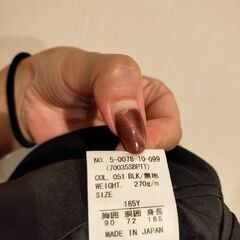 NO. 5-0078-10-099
(70035SBPT1)
COL. 051 BLK/無地
WEIGHT. 270g/m
SIZE
165Y
胸囲 胴囲 身長
90 72 165
MADE IN JAPAN